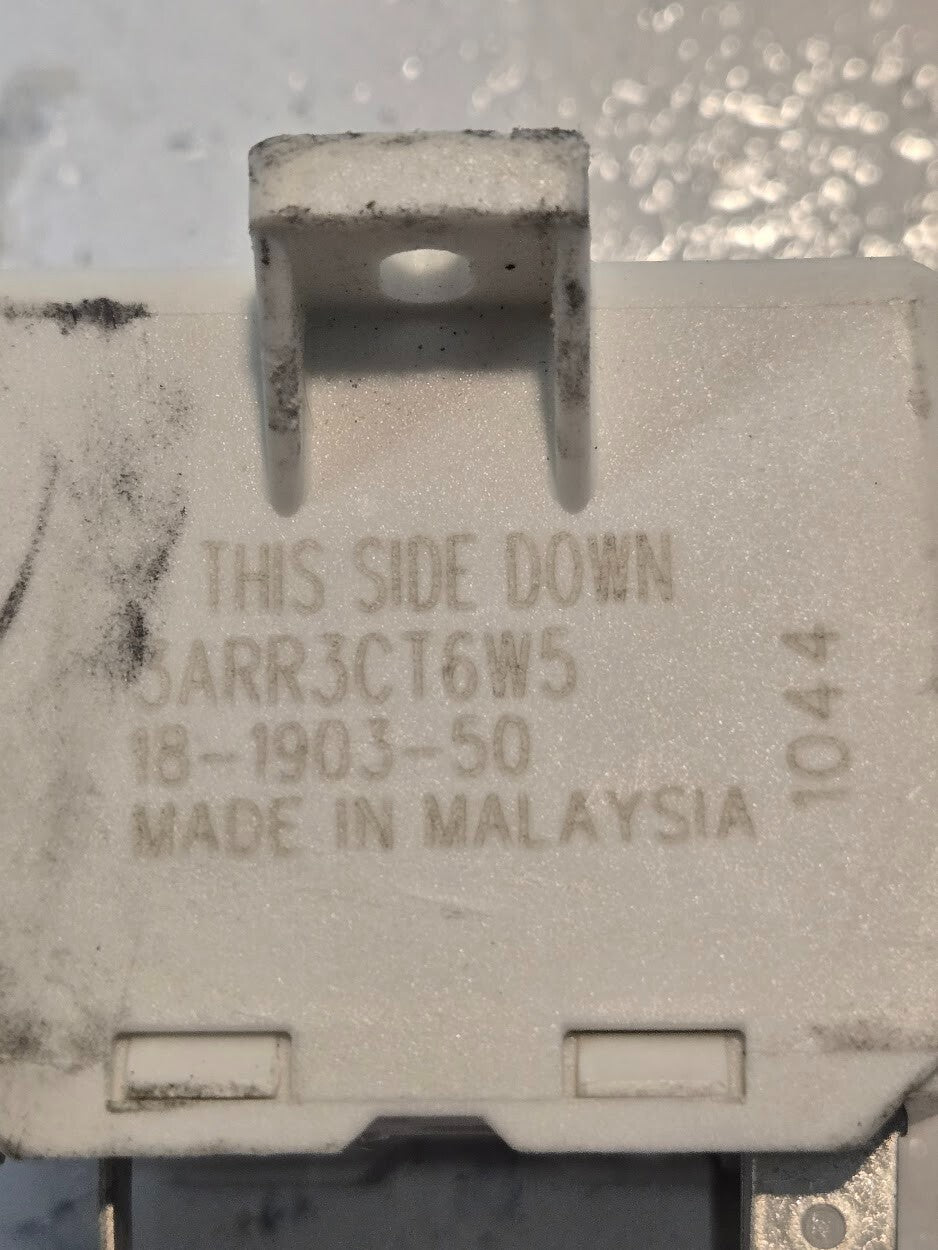 THIS SIDE DOWN
3ARR3CT6W5
18-1903-50
MADE IN MALAYSIA
1044